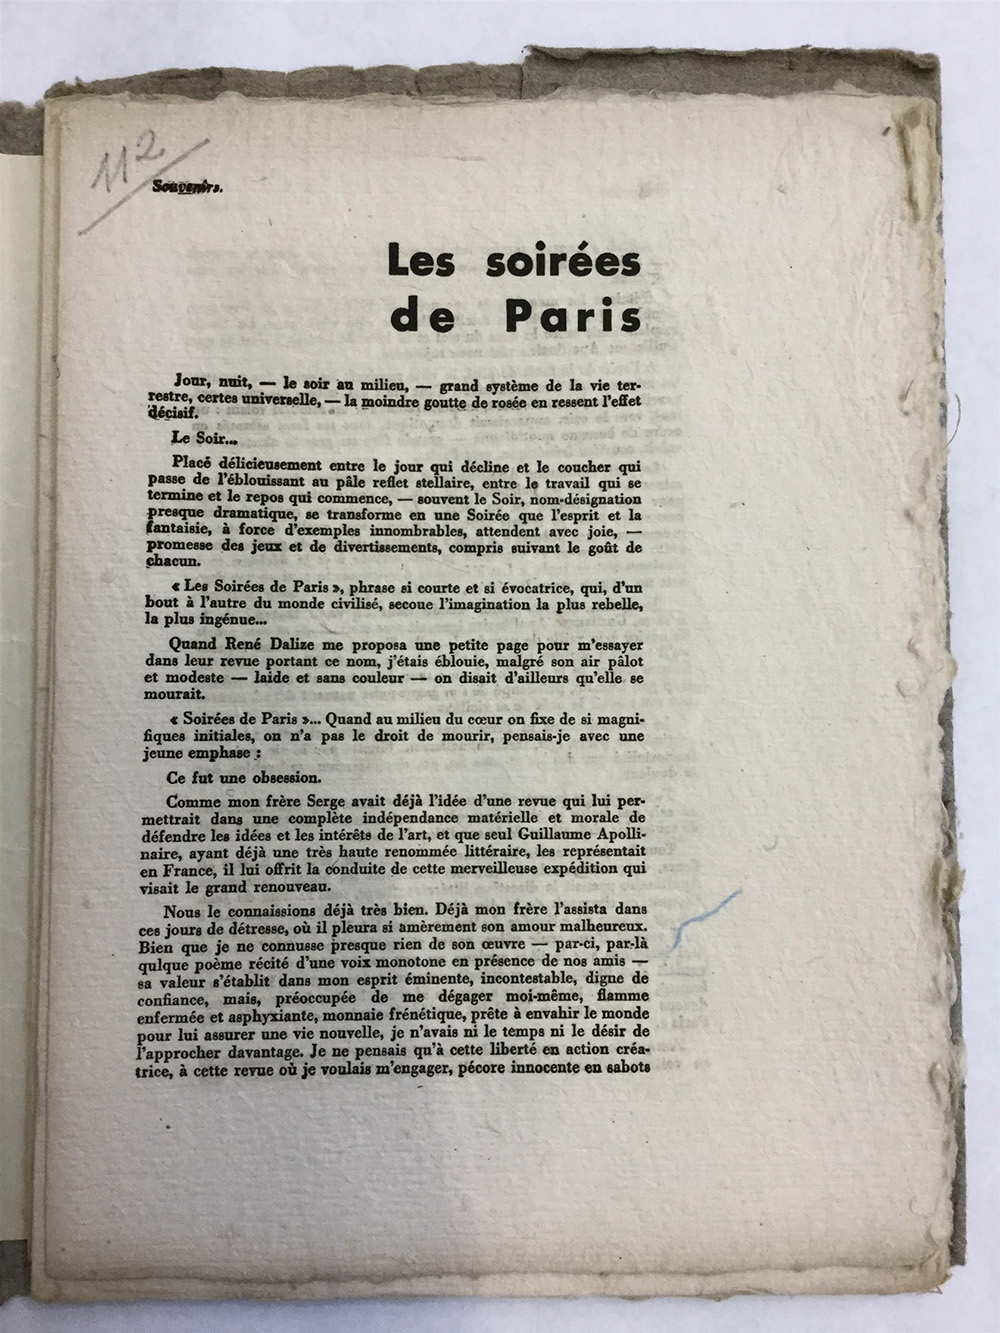 112
Souvenirs.
Les soirées
de Paris
Jour, nuit, — le soir au milieu, — grand système de la vie ter-
restre, certes universelle, — la moindre goutte de rosée en ressent l'effet
décisif.
Le Soir...
Placé délicieusement entre le jour qui décline et le coucher qui
passe de l'éblouissant au pâle reflet stellaire, entre le travail qui se
termine et le repos qui commence, — souvent le Soir, nom-désignation
presque dramatique, se transforme en une Soirée que l'esprit et la
fantaisie, à force d'exemples innombrables, attendent avec joie, —
promesse des jeux et de divertissements, compris suivant le goût de
chacun.
« Les Soirées de Paris », phrase si courte et si évocatrice, qui, d'un
bout à l'autre du monde civilisé, secoue l'imagination la plus rebelle,
la plus ingénue...
Quand René Dalize me proposa une petite page pour m'essayer
dans leur revue portant ce nom, j'étais éblouie, malgré son air pâlot
et modeste — laide et sans couleur — on disait d'ailleurs qu'elle se
mourait.
« Soirées de Paris »... Quand au milieu du cœur on fixe de si magni-
fiques initiales, on n'a pas le droit de mourir, pensais-je avec une
jeune emphase :
Ce fut une obsession.
Comme mon frère Serge avait déjà l'idée d'une revue qui lui per-
mettrait dans une complète indépendance matérielle et morale de
défendre les idées et les intérêts de l'art, et que seul Guillaume Apolli-
naire, ayant déjà une très haute renommée littéraire, les représentait
en France, il lui offrit la conduite de cette merveilleuse expédition qui
visait le grand renouveau.
Nous le connaissions déjà très bien. Déjà mon frère l'assista dans
ces jours de détresse, où il pleura si amèrement son amour malheureux.
Bien que je ne connusse presque rien de son œuvre — par-ci, par-là
qulque poème récité d'une voix monotone en présence de nos amis —
sa valeur s'établit dans mon esprit éminente, incontestable, digne de
confiance, mais, préoccupée de me dégager moi-même, flamme
enfermée et asphyxiante, monnaie frénétique, prête à envahir le monde
pour lui assurer une vie nouvelle, je n'avais ni le temps ni le désir de
l'approcher davantage. Je ne pensais qu'à cette liberté en action créa-
trice, à cette revue où je voulais m'engager, pécore innocente en sabots